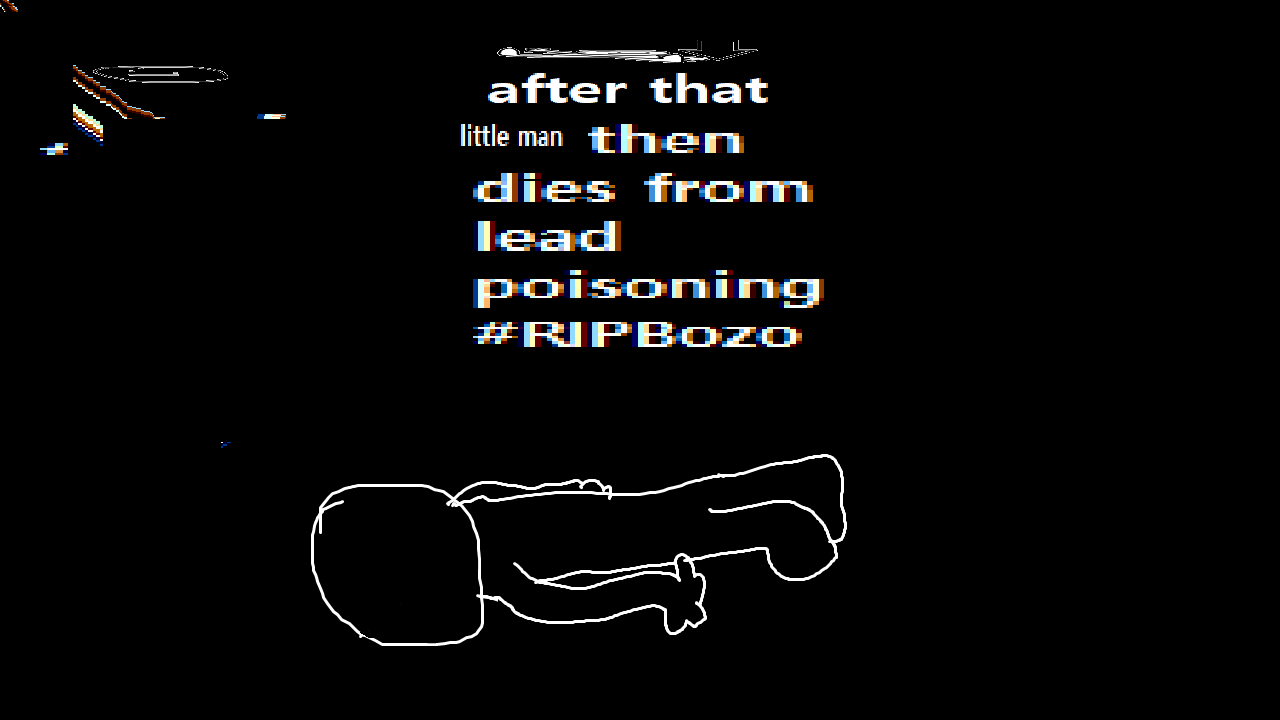 after that
little man then
dies from
lead
poisoning
#RIPBozo